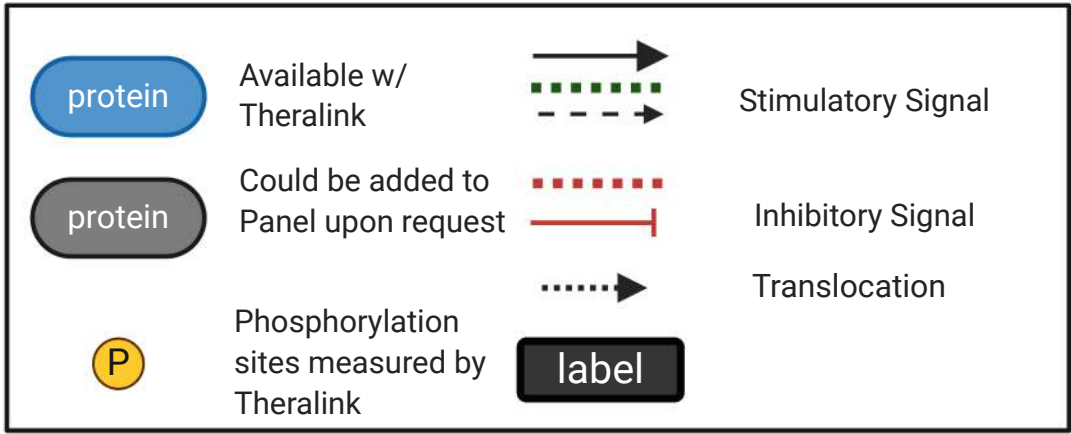 protein
Available w/
Theralink
Stimulatory Signal
protein
Could be added to
Panel upon request
Inhibitory Signal
Translocation
P
Phosphorylation
sites measured by
Theralink
label